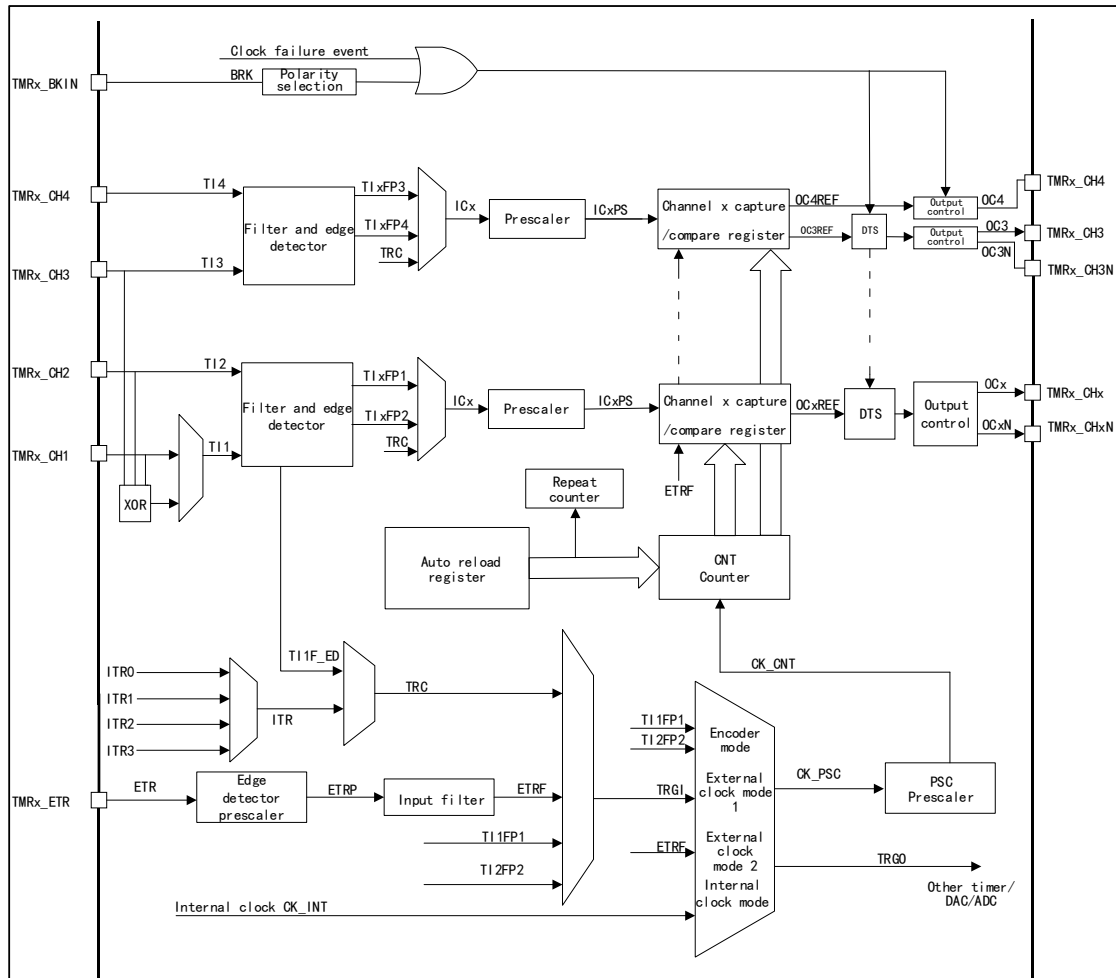 Clock failure event
TMRx_BKIN
BRK
Polarity
selection
TMRx_CH4
TI4
TIxFP3
TIxFP4
TRC
Filter and edge
detector
ICx
Prescaler
ICxPS
Channel x capture
/compare register
OC4REF
OC3REF
DTS
Output
control
OC4
TMRx_CH4
Output
control
OC3
TMRx_CH3
OC3N
TMRx_CH3N
TMRx_CH3
TI3
TMRx_CH2
TI2
TIxFP1
TIxFP2
TRC
Filter and edge
detector
ICx
Prescaler
ICxPS
Channel x capture
/compare register
OCxREF
DTS
Output
control
OCx
TMRx_CHx
OCxN
TMRx_CHxN
TMRx_CH1
TI1
XOR
ETRF
Repeat
counter
Auto reload
register
CNT
Counter
CK_CNT
TI1F_ED
ITR0
ITR1
ITR2
ITR3
ITR
TRC
TI1FP1
TI2FP2
Encoder
mode
TMRx_ETR
ETR
Edge
detector
prescaler
ETRP
Input filter
ETRF
TRGI
External
clock mode
1
CK_PSC
PSC
Prescaler
TI1FP1
TI2FP2
ETRF
External
clock
mode 2
TRGO
Other timer/
DAC/ADC
Internal clock CK_INT
Internal
clock mode